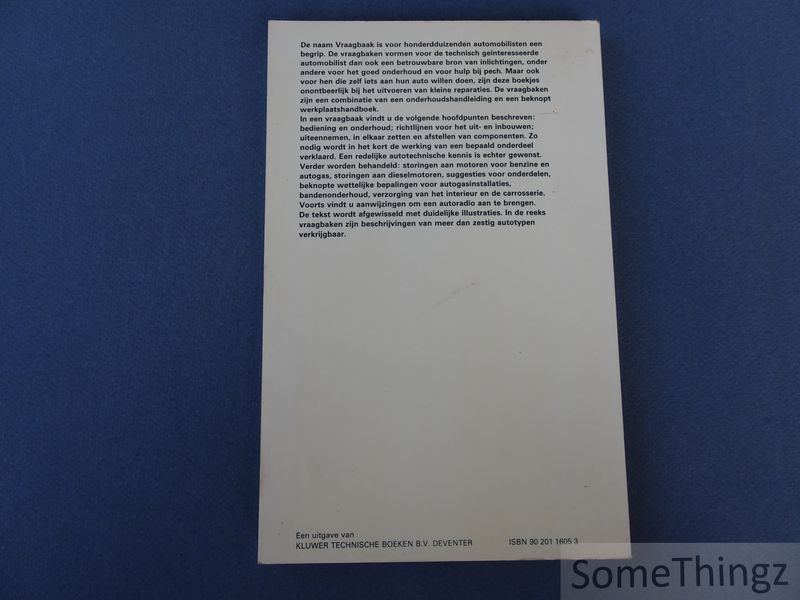 De naam Vraagbaak is voor honderdduizenden automobilisten een
begrip. De vraagbaken vormen voor de technisch geïnteresseerde
automobilist dan ook een betrouwbare bron van inlichtingen, onder
andere voor het goed onderhoud en voor hulp bij pech. Maar ook
voor hen die zelf iets aan hun auto willen doen, zijn deze boekjes
onontbeerlijk bij het uitvoeren van kleine reparaties. De vraagbaken
zijn een combinatie van een onderhoudshandleiding en een beknopt
werkplaatshandboek.
In een vraagbaak vindt u de volgende hoofdpunten beschreven:
bediening en onderhoud; richtlijnen voor het uit- en inbouwen;
uiteennemen, in elkaar zetten en afstellen van componenten. Zo
nodig wordt in het kort de werking van een bepaald onderdeel
verklaard. Een redelijke autotechnische kennis is echter gewenst.
Verder worden behandeld: storingen aan motoren voor benzine en
autogas, storingen aan dieselmotoren, suggesties voor onderdelen,
beknopte wettelijke bepalingen voor autogasinstallaties,
bandenonderhoud, verzorging van het interieur en de carrosserie.
Voorts vindt u aanwijzingen om een autoradio aan te brengen.
De tekst wordt afgewisseld met duidelijke illustraties. In de reeks
vraagbaken zijn beschrijvingen van meer dan zestig autotypen
verkrijgbaar.
Een uitgave van
KLUWER TECHNISCHE BOEKEN B.V. DEVENTER ISBN 90 201 1605 3
SomeThingz